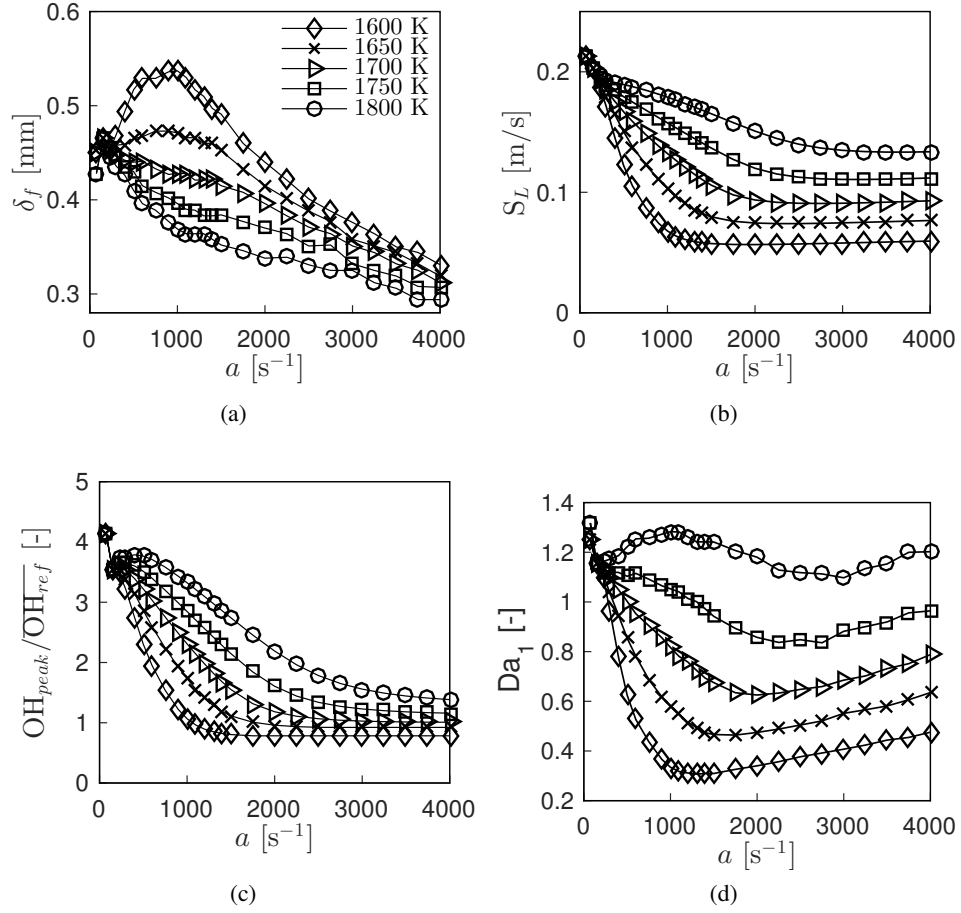 0.6
0.5
0.4
0.3
δ_f [mm]
1600 K
1650 K
1700 K
1750 K
1800 K
0 1000 2000 3000 4000
a [s⁻¹]
(a)
0.2
0.1
0
S_L [m/s]
0 1000 2000 3000 4000
a [s⁻¹]
(b)
5
4
3
2
1
0
OH_peak/OH_ref [-]
0 1000 2000 3000 4000
a [s⁻¹]
(c)
1.4
1.2
1
0.8
0.6
0.4
0.2
Da₁ [-]
0 1000 2000 3000 4000
a [s⁻¹]
(d)